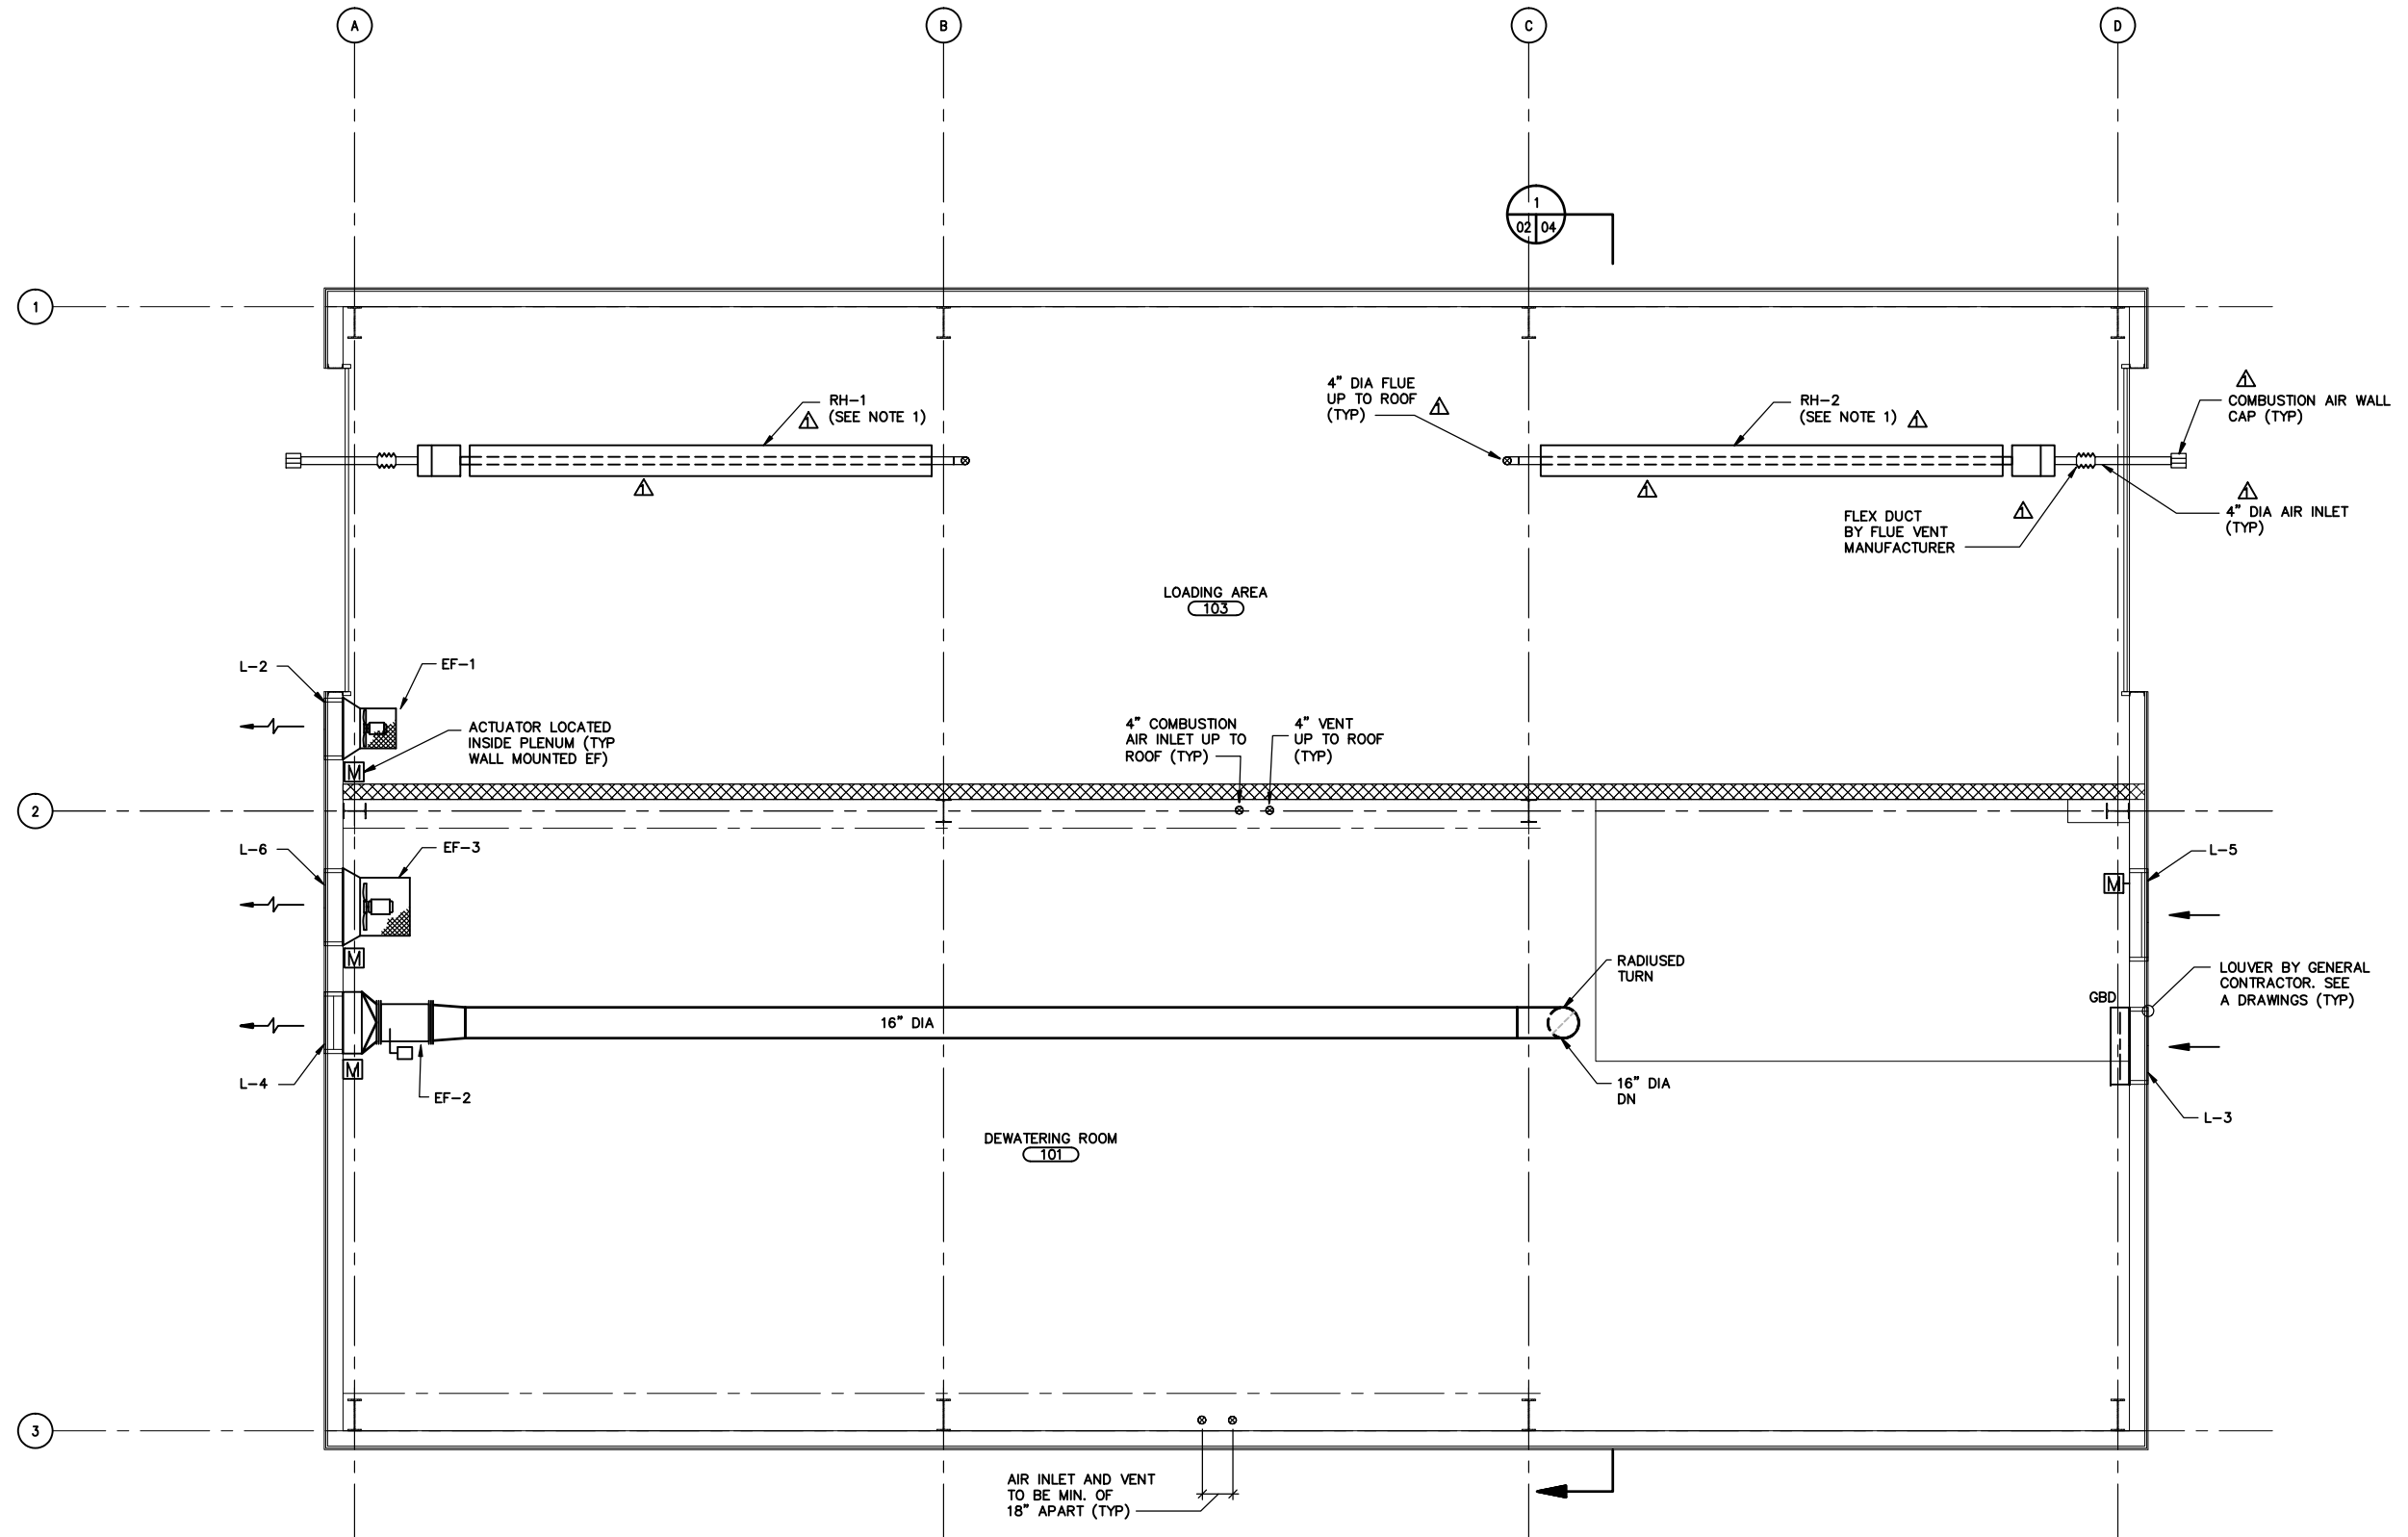 A
B
C
D
1
02 04
1
4" DIA FLUE
UP TO ROOF
(TYP)
1
RH-1
(SEE NOTE 1)
1
1
RH-2
(SEE NOTE 1)
1
1
1
COMBUSTION AIR WALL
CAP (TYP)
1
4" DIA AIR INLET
(TYP)
FLEX DUCT
BY FLUE VENT
MANUFACTURER
1
LOADING AREA
103
L-2
EF-1
ACTUATOR LOCATED
INSIDE PLENUM (TYP
WALL MOUNTED EF)
M
4" COMBUSTION
AIR INLET UP TO
ROOF (TYP)
4" VENT
UP TO ROOF
(TYP)
2
L-6
EF-3
M
L-5
M
RADIUSED
TURN
LOUVER BY GENERAL
CONTRACTOR. SEE
A DRAWINGS (TYP)
GBD
16" DIA
M
L-4
EF-2
16" DIA
DN
L-3
DEWATERING ROOM
101
3
AIR INLET AND VENT
TO BE MIN. OF
18" APART (TYP)